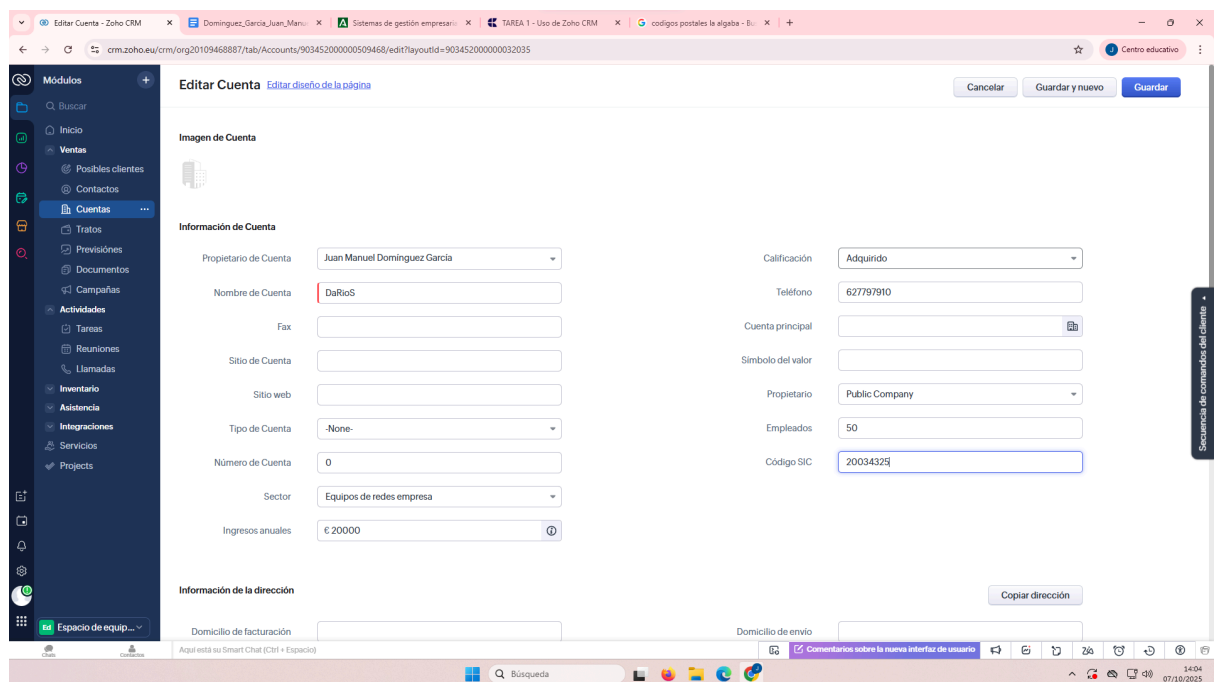 Editar Cuenta - Zoho CRM
Dominguez_Garcia_Juan_Manu
Sistemas de gestión empresaria
TAREA 1 - Uso de Zoho CRM
codigos postales la algaba - Bu
crm.zoho.eu/crm/org20109468887/tab/Accounts/903452000000509468/edit?layoutId=903452000000032035
J Centro educativo
Módulos
Buscar
Inicio
Ventas
Posibles clientes
Contactos
Cuentas
Tratos
Previsiónes
Documentos
Campañas
Actividades
Tareas
Reuniones
Llamadas
Inventario
Asistencia
Integraciones
Servicios
Projects
Ed Espacio de equip...
Chats
Contactos
Editar Cuenta Editar diseño de la página
Cancelar
Guardar y nuevo
Guardar
Imagen de Cuenta
Información de Cuenta
Propietario de Cuenta Juan Manuel Domínguez García
Calificación Adquirido
Nombre de Cuenta DaRioS
Teléfono 627797910
Fax
Cuenta principal
Sitio de Cuenta
Símbolo del valor
Sitio web
Propietario Public Company
Tipo de Cuenta -None-
Empleados 50
Número de Cuenta 0
Código SIC 20034325
Sector Equipos de redes empresa
Ingresos anuales € 20000
Información de la dirección
Copiar dirección
Domicilio de facturación
Domicilio de envío
Secuencia de comandos del cliente
Aquí está su Smart Chat (Ctrl + Espacio)
Comentarios sobre la nueva interfaz de usuario
Búsqueda
14:04
07/10/2025